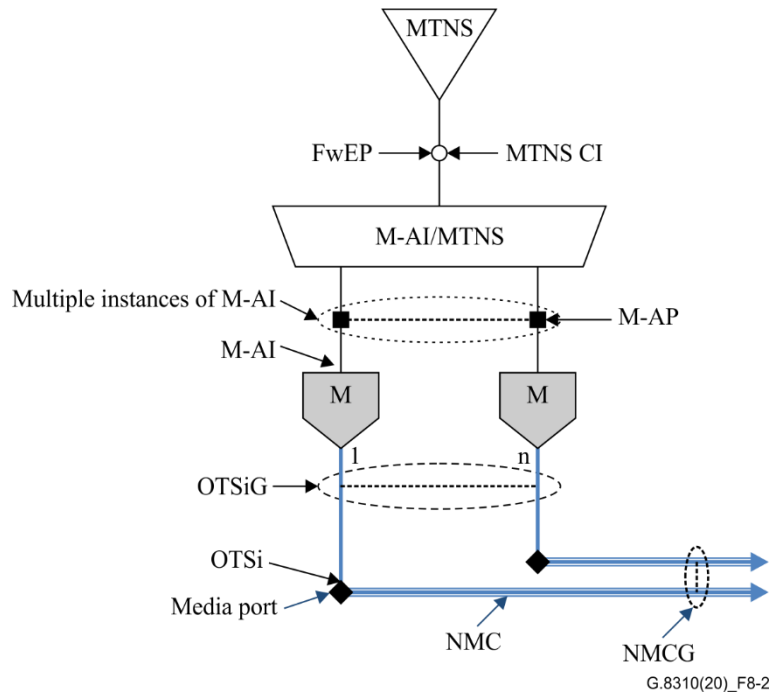 MTNS
FwEP
MTNS CI
M-AI/MTNS
Multiple instances of M-AI
M-AP
M-AI
M
M
1
n
OTSiG
OTSi
Media port
NMC
NMCG
G.8310(20)_F8-2